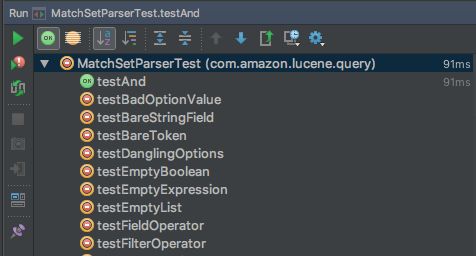 Run MatchSetParserTest.testAnd
MatchSetParserTest (com.amazon.lucene.query) 91ms
OK testAnd 91ms
testBadOptionValue
testBareStringField
testBareToken
testDanglingOptions
testEmptyBoolean
testEmptyExpression
testEmptyList
testFieldOperator
testFilterOperator